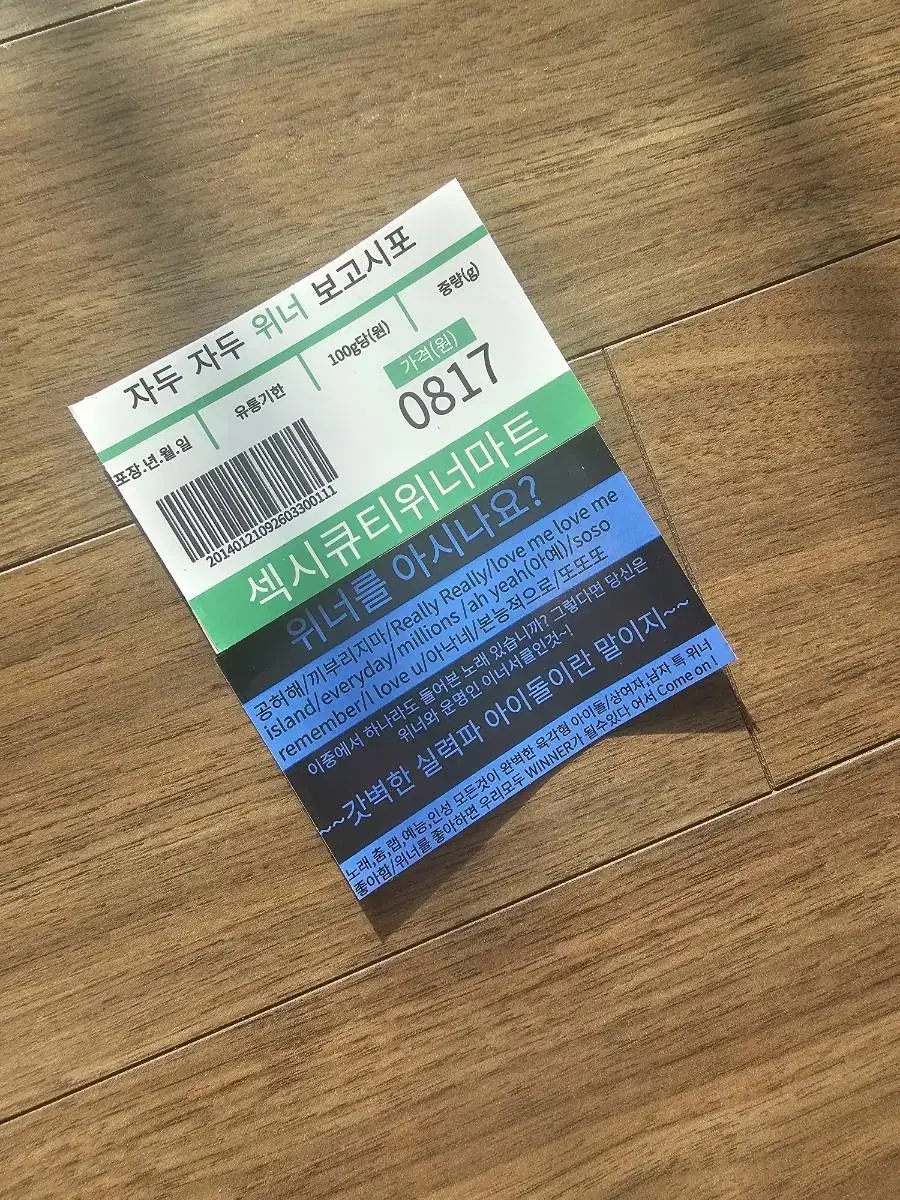 자두 자두 위너 보고시포
포장.년.월.일 유통기한 100g당(원) 중량(g)
가격(원)
0817
20140121092603300111
섹시큐티위너마트
위너를 아시나요?
공허해/끼부리지마/Really Really/love me love me
island/everyday/millions /ah yeah(아예)/soso
remember/I love u/아낙네/본능적으로/또또또
이중에서 하나라도 들어본 노래 있습니까? 그렇다면 당신은
위너와 운명인 이너서클인것~!
~~갓벽한 실력파 아이돌이란 말이지~~
노래,춤,랩,예능,인성 모든것이 완벽한 육각형 아이돌/상여자,남자 특 위너
좋아함/위너를 좋아하면 우리모두 WINNER가 될수있다 어서 Come on !